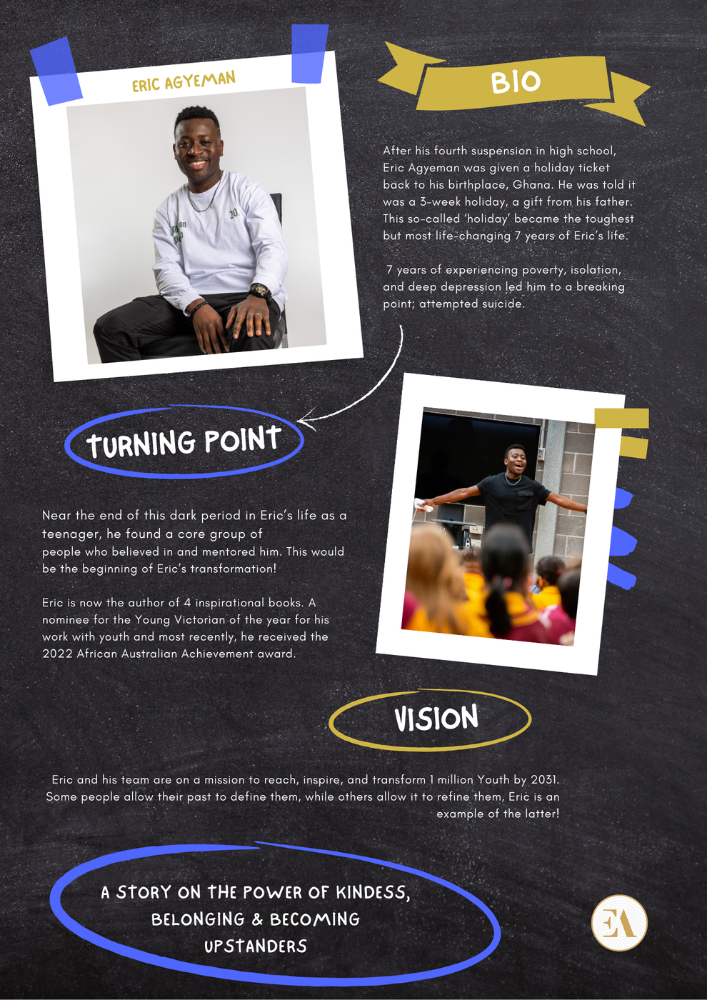 ERIC AGYEMAN
BIO
After his fourth suspension in high school,
Eric Agyeman was given a holiday ticket
back to his birthplace, Ghana. He was told it
was a 3-week holiday, a gift from his father.
This so-called ‘holiday’ became the toughest
but most life-changing 7 years of Eric’s life.
7 years of experiencing poverty, isolation,
and deep depression led him to a breaking
point; attempted suicide.
TURNING POINT
Near the end of this dark period in Eric’s life as a
teenager, he found a core group of
people who believed in and mentored him. This would
be the beginning of Eric’s transformation!
Eric is now the author of 4 inspirational books. A
nominee for the Young Victorian of the year for his
work with youth and most recently, he received the
2022 African Australian Achievement award.
VISION
Eric and his team are on a mission to reach, inspire, and transform 1 million Youth by 2031.
Some people allow their past to define them, while others allow it to refine them, Eric is an
example of the latter!
A STORY ON THE POWER OF KINDESS,
BELONGING & BECOMING
UPSTANDERS
EA